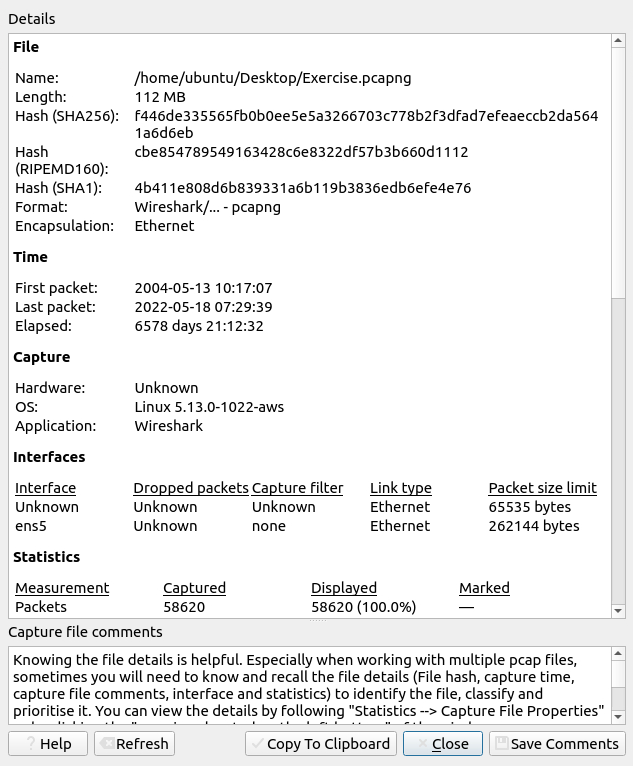 Details
File
Name: /home/ubuntu/Desktop/Exercise.pcapng
Length: 112 MB
Hash (SHA256): f446de335565fb0b0ee5e5a3266703c778b2f3dfad7efeaeccb2da564
1a6d6eb
Hash cbe854789549163428c6e8322df57b3b660d1112
(RIPEMD160):
Hash (SHA1): 4b411e808d6b839331a6b119b3836edb6efe4e76
Format: Wireshark/... - pcapng
Encapsulation: Ethernet
Time
First packet: 2004-05-13 10:17:07
Last packet: 2022-05-18 07:29:39
Elapsed: 6578 days 21:12:32
Capture
Hardware: Unknown
OS: Linux 5.13.0-1022-aws
Application: Wireshark
Interfaces
Interface Dropped packets Capture filter Link type Packet size limit
Unknown Unknown Unknown Ethernet 65535 bytes
ens5 Unknown none Ethernet 262144 bytes
Statistics
Measurement Captured Displayed Marked
Packets 58620 58620 (100.0%) —
Capture file comments
Knowing the file details is helpful. Especially when working with multiple pcap files,
sometimes you will need to know and recall the file details (File hash, capture time,
capture file comments, interface and statistics) to identify the file, classify and
prioritise it. You can view the details by following "Statistics --> Capture File Properties"
Help Refresh Copy To Clipboard Close Save Comments